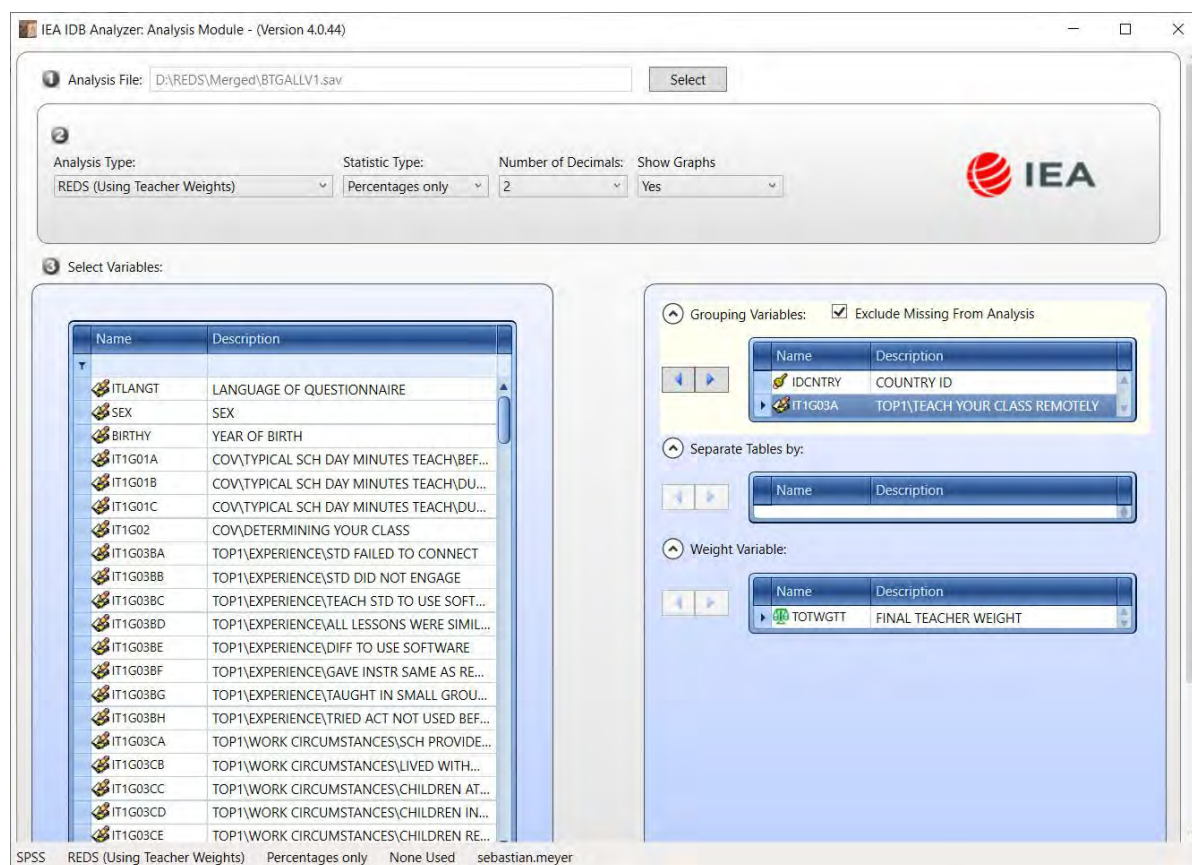 IEA IDB Analyzer: Analysis Module - (Version 4.0.44)
1 Analysis File: D:\REDS\Merged\BTGALLV1.sav Select
2
Analysis Type: Statistic Type: Number of Decimals: Show Graphs
REDS (Using Teacher Weights) Percentages only 2 Yes
IEA
3 Select Variables:
Name Description
ITLANGT LANGUAGE OF QUESTIONNAIRE
SEX SEX
BIRTHY YEAR OF BIRTH
IT1G01A COV\TYPICAL SCH DAY MINUTES TEACH\BEF...
IT1G01B COV\TYPICAL SCH DAY MINUTES TEACH\DU...
IT1G01C COV\TYPICAL SCH DAY MINUTES TEACH\DU...
IT1G02 COV\DETERMINING YOUR CLASS
IT1G03BA TOP1\EXPERIENCE\STD FAILED TO CONNECT
IT1G03BB TOP1\EXPERIENCE\STD DID NOT ENGAGE
IT1G03BC TOP1\EXPERIENCE\TEACH STD TO USE SOFT...
IT1G03BD TOP1\EXPERIENCE\ALL LESSONS WERE SIMIL...
IT1G03BE TOP1\EXPERIENCE\DIFF TO USE SOFTWARE
IT1G03BF TOP1\EXPERIENCE\GAVE INSTR SAME AS RE...
IT1G03BG TOP1\EXPERIENCE\TAUGHT IN SMALL GROU...
IT1G03BH TOP1\EXPERIENCE\TRIED ACT NOT USED BEF...
IT1G03CA TOP1\WORK CIRCUMSTANCES\SCH PROVIDE...
IT1G03CB TOP1\WORK CIRCUMSTANCES\LIVED WITH...
IT1G03CC TOP1\WORK CIRCUMSTANCES\CHILDREN AT...
IT1G03CD TOP1\WORK CIRCUMSTANCES\CHILDREN IN...
IT1G03CE TOP1\WORK CIRCUMSTANCES\CHILDREN RE...
Grouping Variables: Exclude Missing From Analysis
Name Description
IDCNTRY COUNTRY ID
IT1G03A TOP1\TEACH YOUR CLASS REMOTELY
Separate Tables by:
Name Description
Weight Variable:
Name Description
TOTWGTT FINAL TEACHER WEIGHT
SPSS REDS (Using Teacher Weights) Percentages only None Used sebastian.meyer